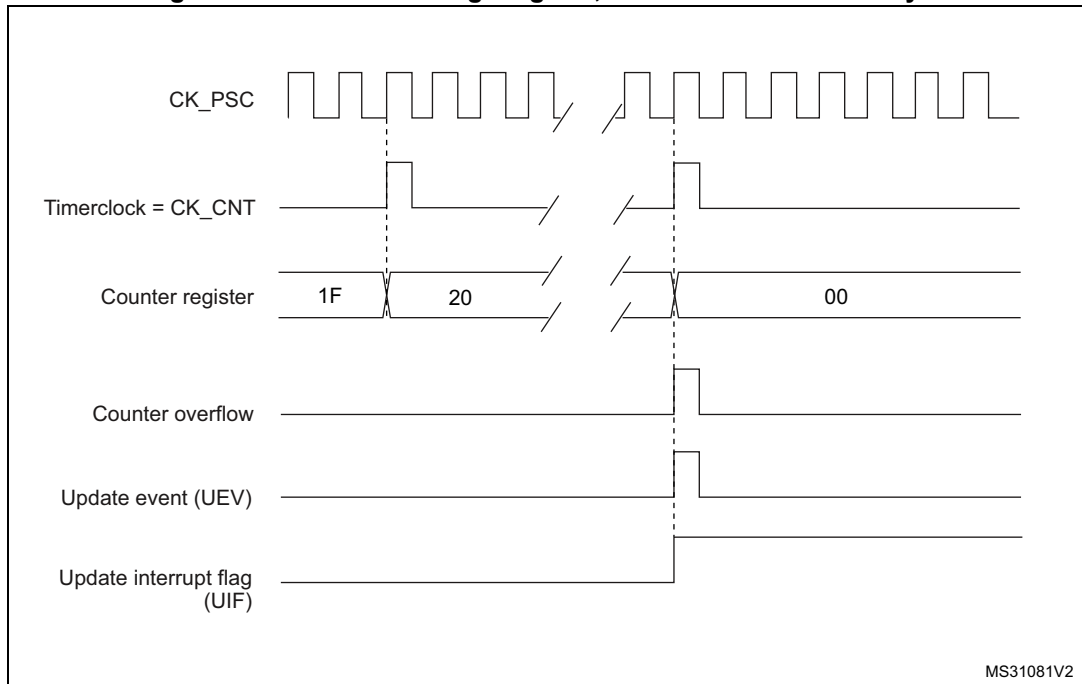 CK_PSC
Timerclock = CK_CNT
Counter register
1F
20
00
Counter overflow
Update event (UEV)
Update interrupt flag
(UIF)
MS31081V2